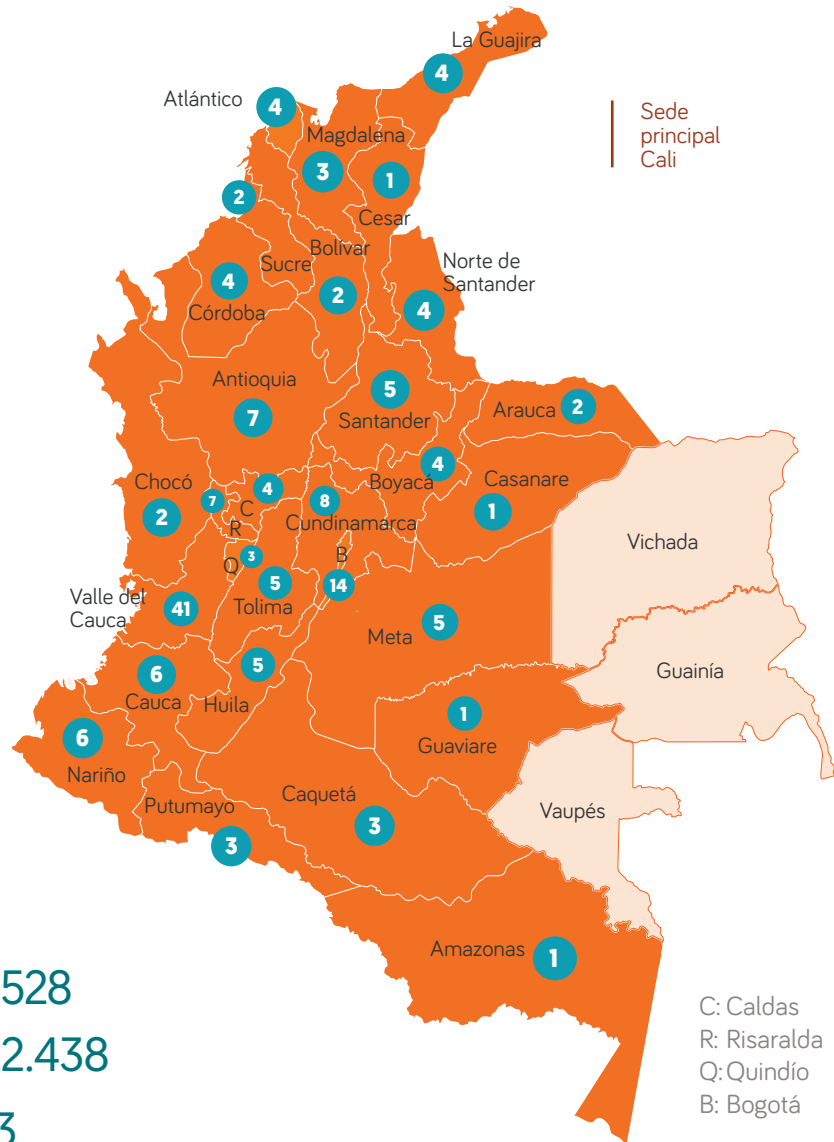 La Guajira
4
Atlántico
4
Sede
principal
Cali
Magdalena
3
1
Cesar
2
Bolívar
Sucre
Norte de
Santander
4
Córdoba
2
4
Antioquia
7
5
Santander
Arauca
2
Chocó
2
7
4
C
R
8
Cundinamarca
Boyacá
4
Casanare
1
Vichada
B
Q
3
5
Tolima
14
Valle del
Cauca
41
Meta
5
Guainía
6
Cauca
5
Huila
1
Guaviare
6
Nariño
Putumayo
3
Caquetá
3
Vaupés
Amazonas
1
528
2.438
3
C: Caldas
R: Risaralda
Q: Quindío
B: Bogotá